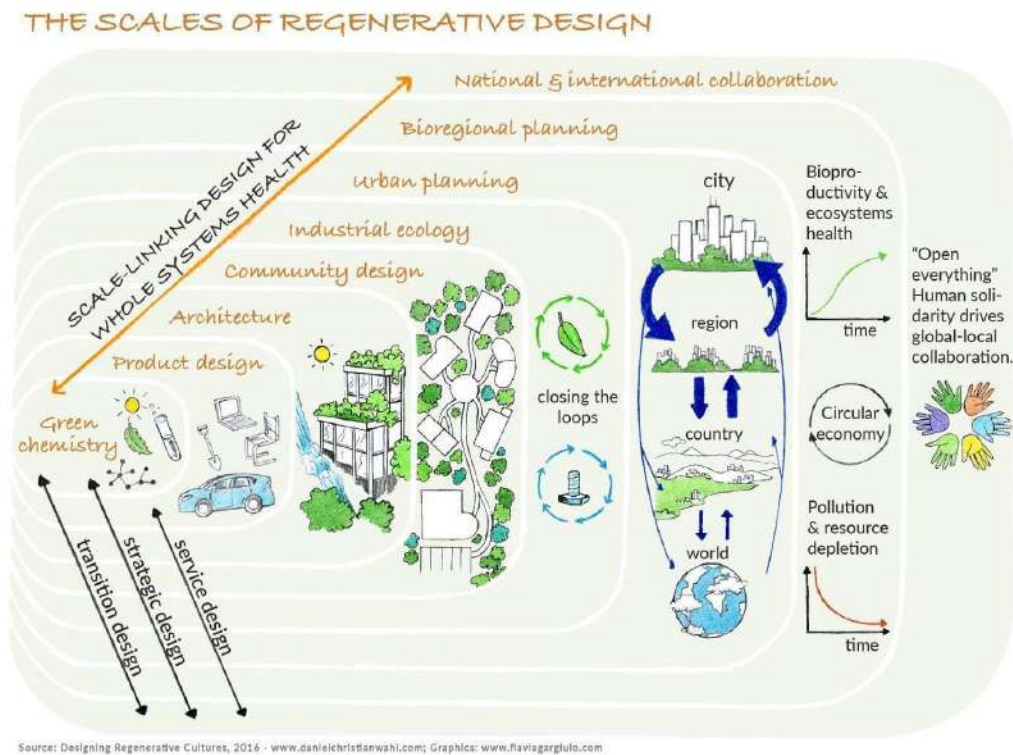 THE SCALES OF REGENERATIVE DESIGN
National & international collaboration
Bioregional planning
Urban planning
Industrial ecology
Community design
Architecture
Product design
Green
chemistry
SCALE-LINKING DESIGN FOR
WHOLE SYSTEMS HEALTH
transition design
strategic design
service design
closing the
loops
city
region
country
world
Biopro-
ductivity &
ecosystems
health
time
Circular
economy
Pollution
& resource
depletion
time
"Open
everything"
Human soli-
darity drives
global-local
collaboration.
Source: Designing Regenerative Cultures, 2016 - www.danielchristianwahl.com; Graphics: www.flaviagargiulo.com